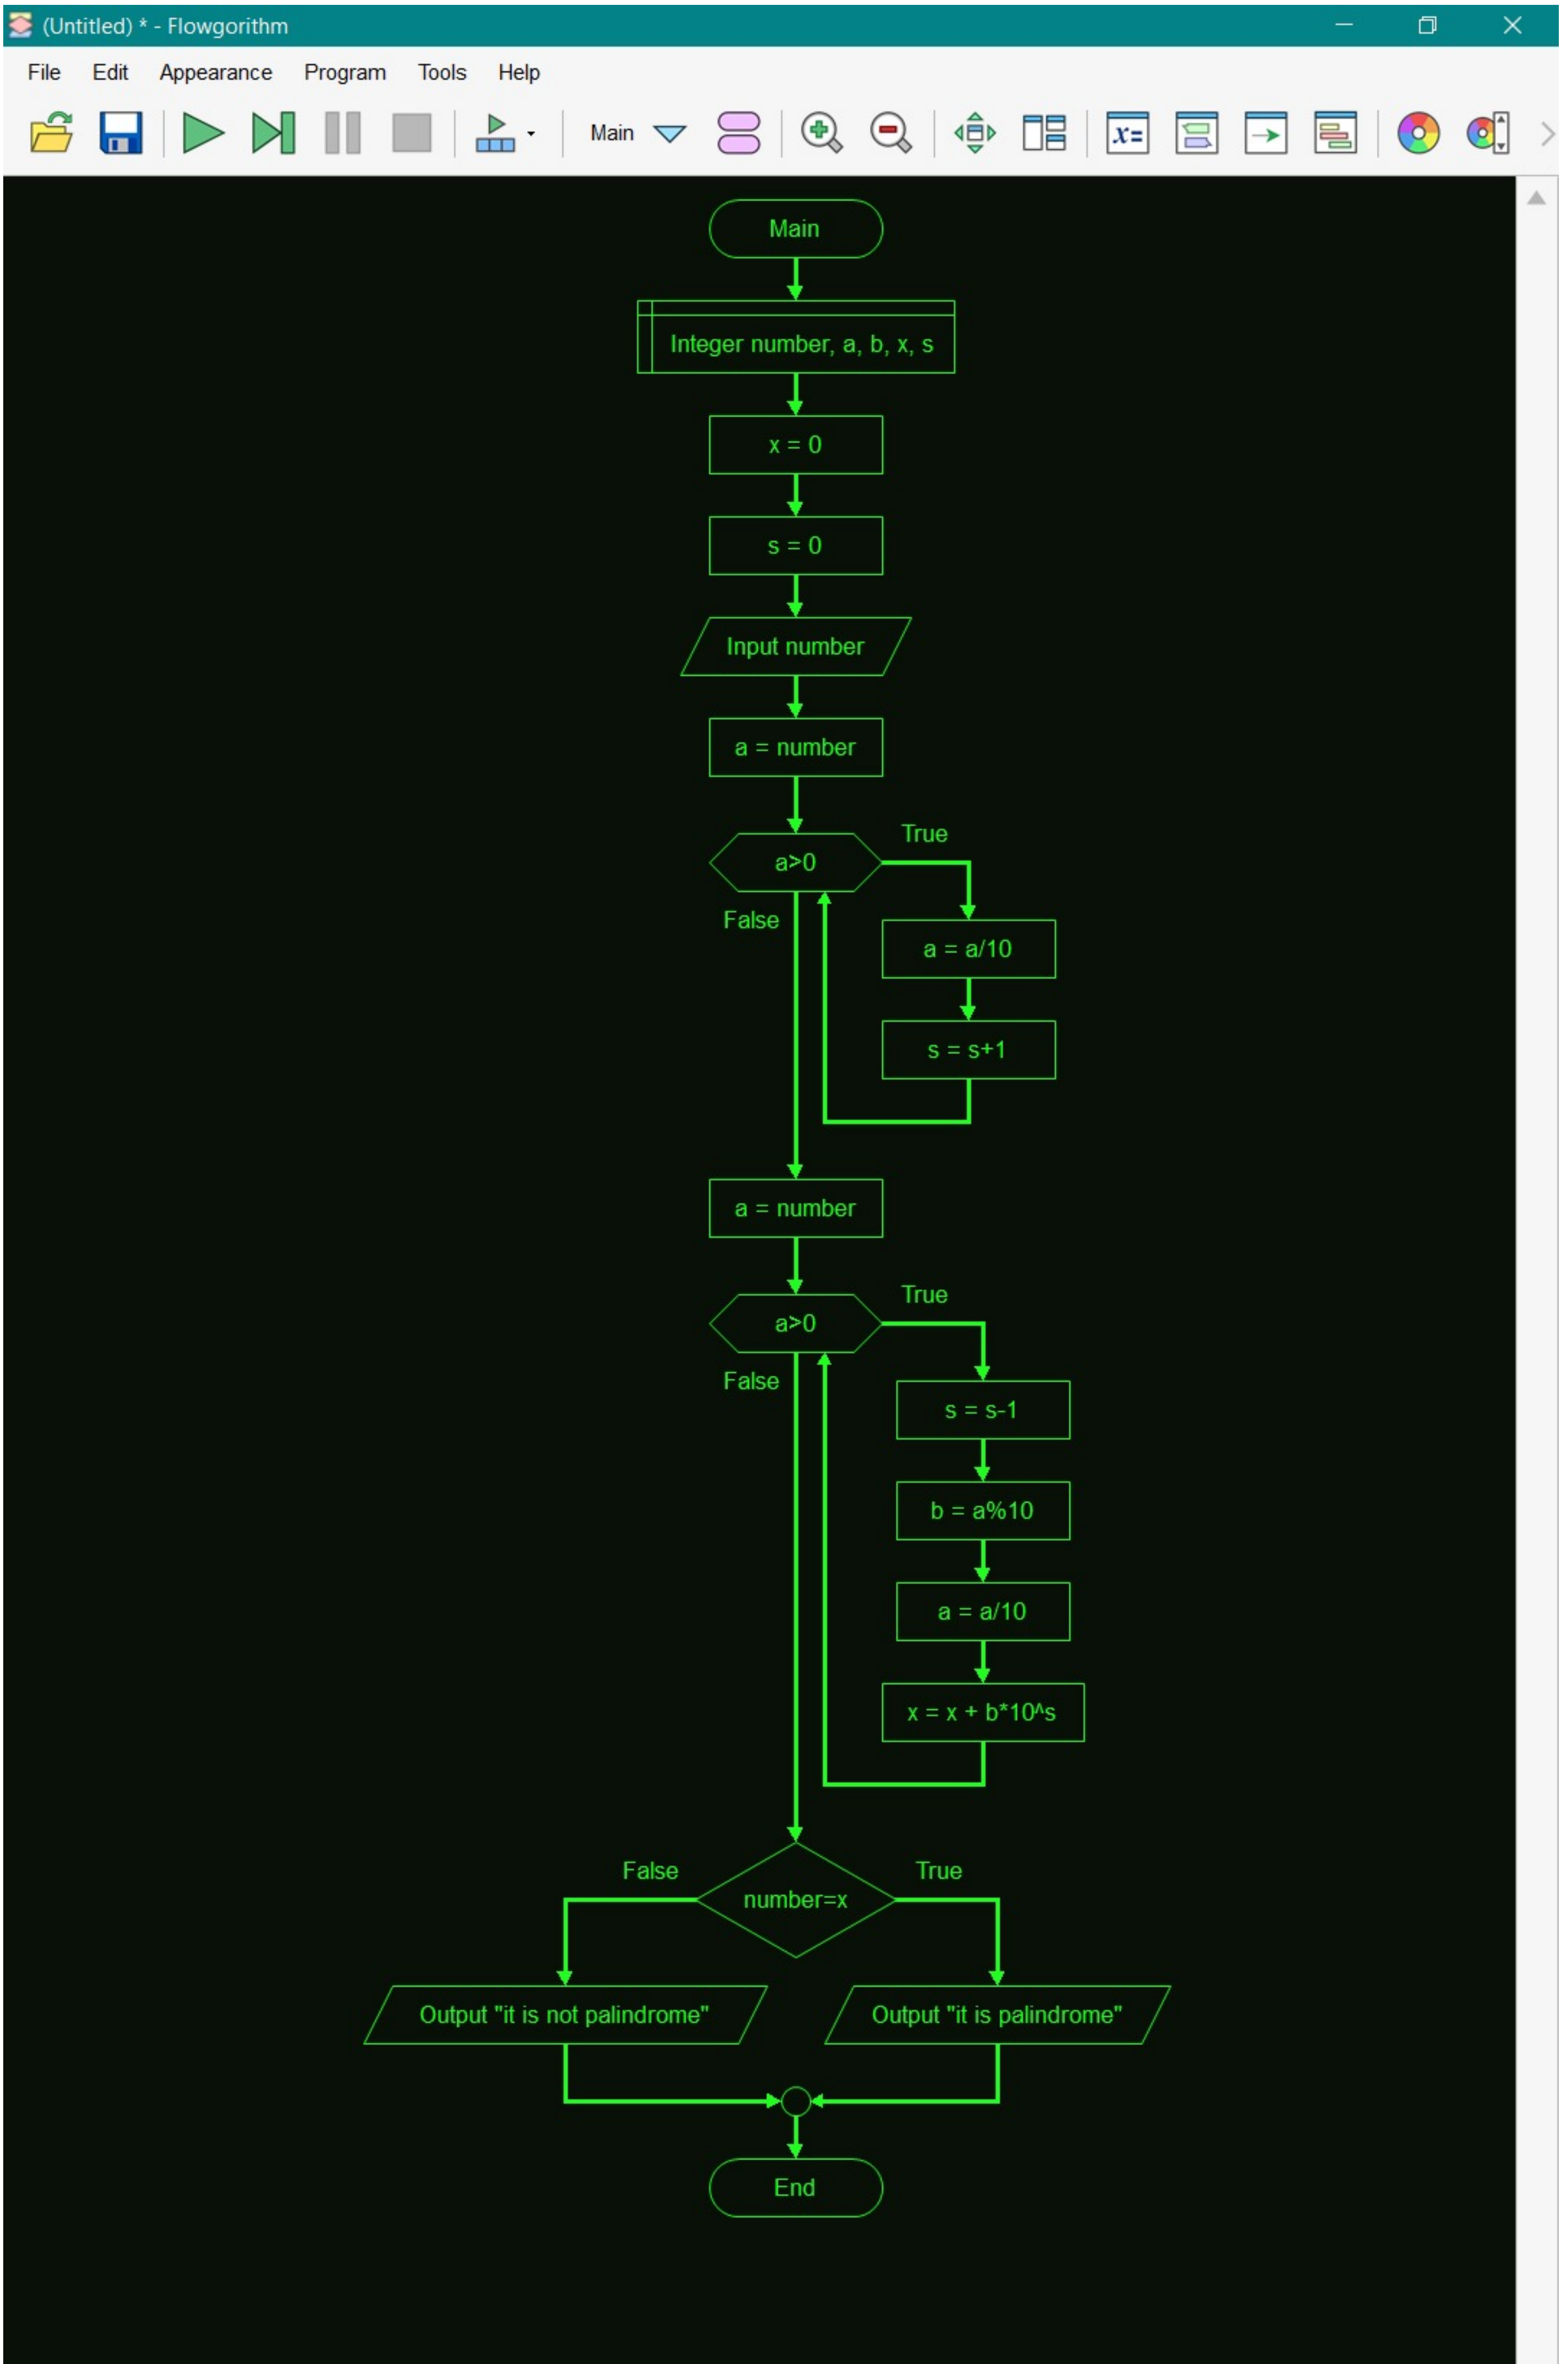 (Untitled) * - Flowgorithm
File Edit Appearance Program Tools Help
Main
x=
Main
Integer number, a, b, x, s
x = 0
s = 0
Input number
a = number
a>0
True
False
a = a/10
s = s+1
a = number
a>0
True
False
s = s-1
b = a%10
a = a/10
x = x + b*10^s
False
True
number=x
Output "it is not palindrome"
Output "it is palindrome"
End